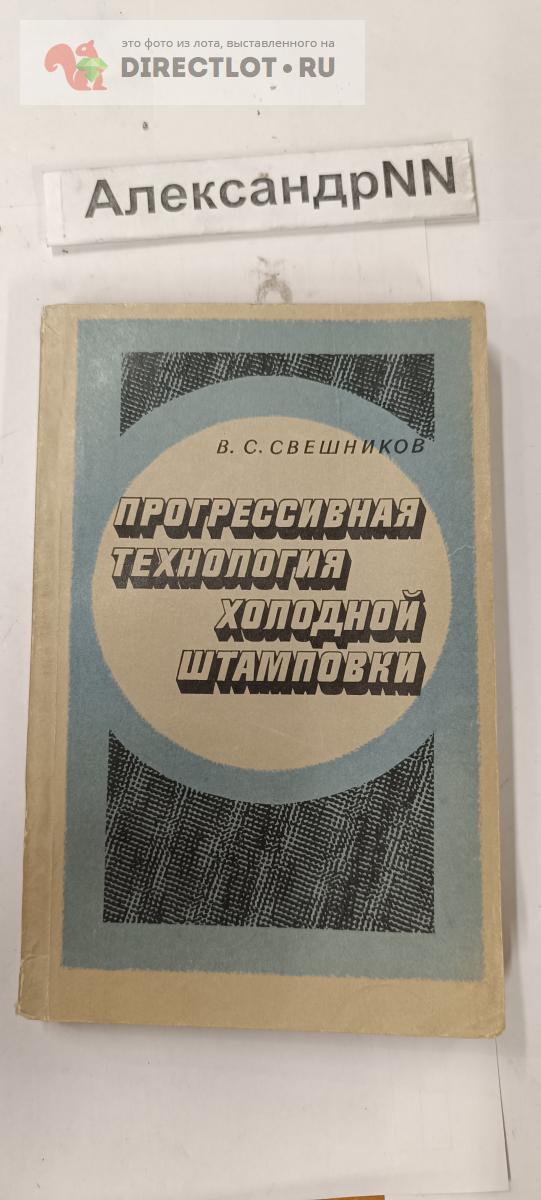 это фото из лота, выставленного на
DIRECTLOT.RU
АлександрNN
В. С. СВЕШНИКОВ
ПРОГРЕССИВНАЯ
ТЕХНОЛОГИЯ
ХОЛОДНОЙ
ШТАМПОВКИ